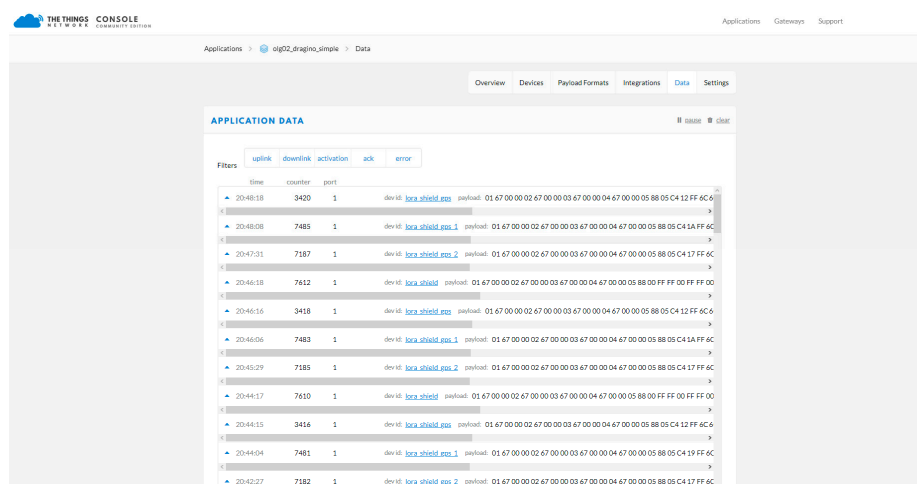 THE THINGS NETWORK CONSOLE COMMUNITY EDITION
Applications Gateways Support
Applications > olg02_dragino_simple > Data
Overview Devices Payload Formats Integrations Data Settings
APPLICATION DATA
pause clear
Filters uplink downlink activation ack error
time counter port
20:48:18 3420 1 dev id: lora_shield_gps payload: 01 67 00 00 02 67 00 00 03 67 00 00 04 67 00 00 05 88 05 C4 12 FF 6C 6
20:48:08 7485 1 dev id: lora_shield_gps_1 payload: 01 67 00 00 02 67 00 00 03 67 00 00 04 67 00 00 05 88 05 C4 1A FF 6C
20:47:31 7187 1 dev id: lora_shield_gps_2 payload: 01 67 00 00 02 67 00 00 03 67 00 00 04 67 00 00 05 88 05 C4 17 FF 6C
20:46:18 7612 1 dev id: lora_shield payload: 01 67 00 00 02 67 00 00 03 67 00 00 04 67 00 00 05 88 00 FF FF 00 FF FF 00
20:46:16 3418 1 dev id: lora_shield_gps payload: 01 67 00 00 02 67 00 00 03 67 00 00 04 67 00 00 05 88 05 C4 12 FF 6C 6
20:46:06 7483 1 dev id: lora_shield_gps_1 payload: 01 67 00 00 02 67 00 00 03 67 00 00 04 67 00 00 05 88 05 C4 1A FF 6C
20:45:29 7185 1 dev id: lora_shield_gps_2 payload: 01 67 00 00 02 67 00 00 03 67 00 00 04 67 00 00 05 88 05 C4 17 FF 6C
20:44:17 7610 1 dev id: lora_shield payload: 01 67 00 00 02 67 00 00 03 67 00 00 04 67 00 00 05 88 00 FF FF 00 FF FF 00
20:44:15 3416 1 dev id: lora_shield_gps payload: 01 67 00 00 02 67 00 00 03 67 00 00 04 67 00 00 05 88 05 C4 12 FF 6C 6
20:44:04 7481 1 dev id: lora_shield_gps_1 payload: 01 67 00 00 02 67 00 00 03 67 00 00 04 67 00 00 05 88 05 C4 19 FF 6C
20:42:27 7182 1 dev id: lora_shield_gps_2 payload: 01 67 00 00 02 67 00 00 03 67 00 00 04 67 00 00 05 88 05 C4 17 FF 6C